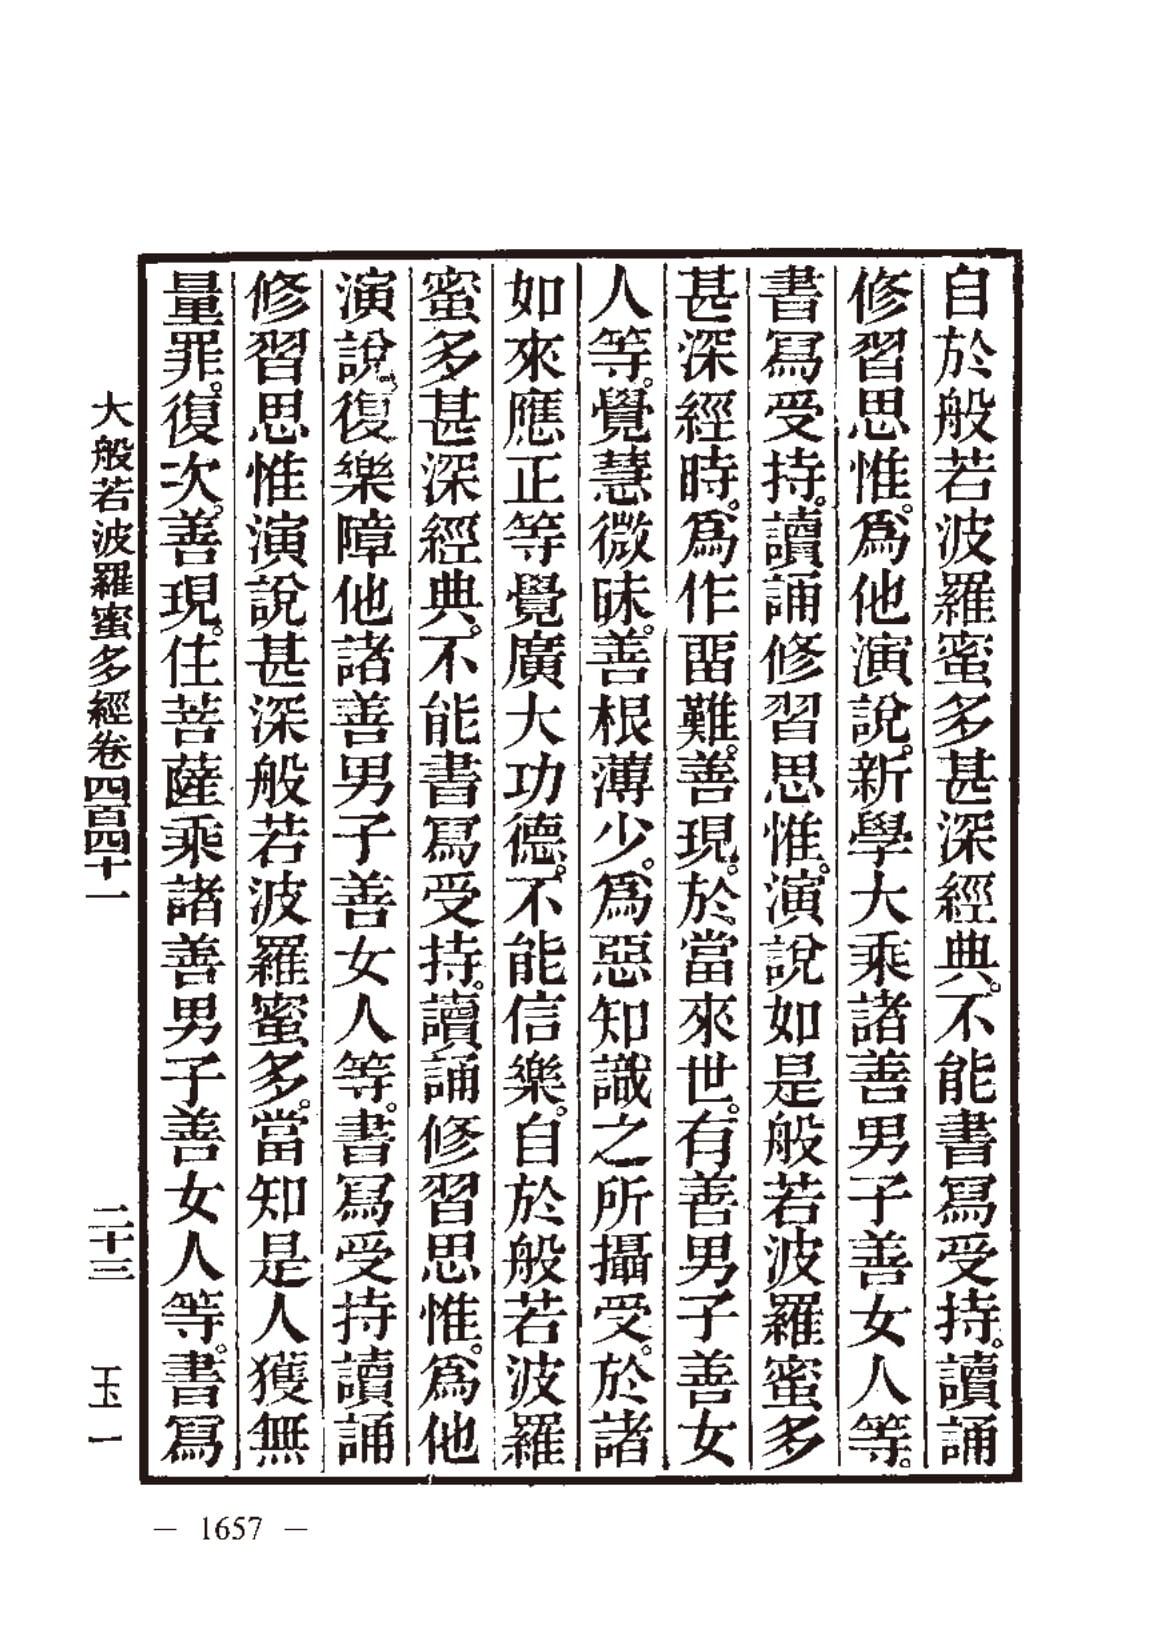 自於般若波羅蜜多甚深經典。不能書寫受持。讀誦
修習思惟。爲他演說。新學大乘諸善男子善女人等。
書寫受持。讀誦修習思惟。演說如是般若波羅蜜多
甚深經時。爲作畱難。善現。於當來世。有善男子善女
人等。覺慧微昧。善根薄少。爲惡知識之所攝受。於諸
如來應正等覺廣大功德。不能信樂。自於般若波羅
蜜多甚深經典。不能書寫受持。讀誦修習思惟。爲他
演說。復樂障他諸善男子善女人等。書寫受持讀誦
修習思惟演說甚深般若波羅蜜多。當知是人獲無
量罪。復次。善現。住菩薩乘諸善男子善女人等。書寫
大般若波羅蜜多經卷四百四十一 二十三 玉一
— 1657 —